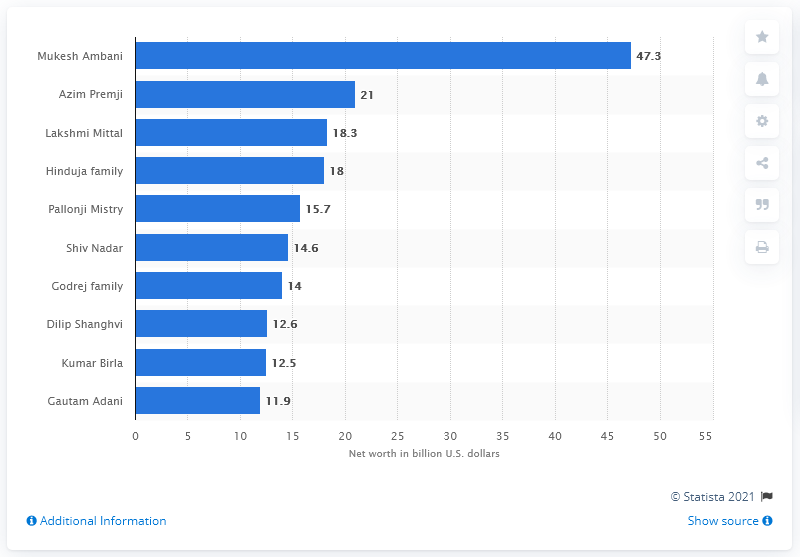 Mukesh Ambani 47.3
Azim Premji 21
Lakshmi Mittal 18.3
Hinduja family 18
Pallonji Mistry 15.7
Shiv Nadar 14.6
Godrej family 14
Dilip Shanghvi 12.6
Kumar Birla 12.5
Gautam Adani 11.9
0 5 10 15 20 25 30 35 40 45 50 55
Net worth in billion U.S. dollars
© Statista 2021
Additional Information Show source